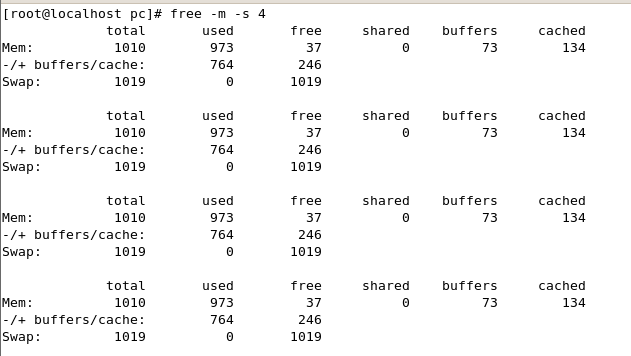 [root@localhost pc]# free -m -s 4
             total       used       free     shared    buffers     cached
Mem:          1010        973         37          0         73        134
-/+ buffers/cache:        764        246
Swap:         1019          0       1019

             total       used       free     shared    buffers     cached
Mem:          1010        973         37          0         73        134
-/+ buffers/cache:        764        246
Swap:         1019          0       1019

             total       used       free     shared    buffers     cached
Mem:          1010        973         37          0         73        134
-/+ buffers/cache:        764        246
Swap:         1019          0       1019

             total       used       free     shared    buffers     cached
Mem:          1010        973         37          0         73        134
-/+ buffers/cache:        764        246
Swap:         1019          0       1019